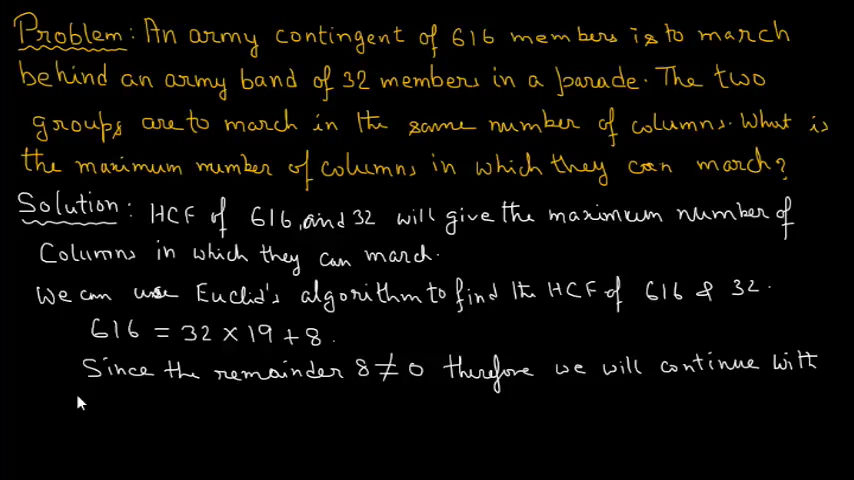 Problem: An army contingent of 616 members is to march
behind an army band of 32 members in a parade. The two
groups are to march in the same number of columns. What is
the maximum number of columns in which they can march?
Solution: HCF of 616, and 32 will give the maximum number of
Columns in which they can march.
We can use Euclid's algorithm to find the HCF of 616 & 32.
616 = 32 × 19 + 8.
Since the remainder 8 ≠ 0 therefore we will continue with